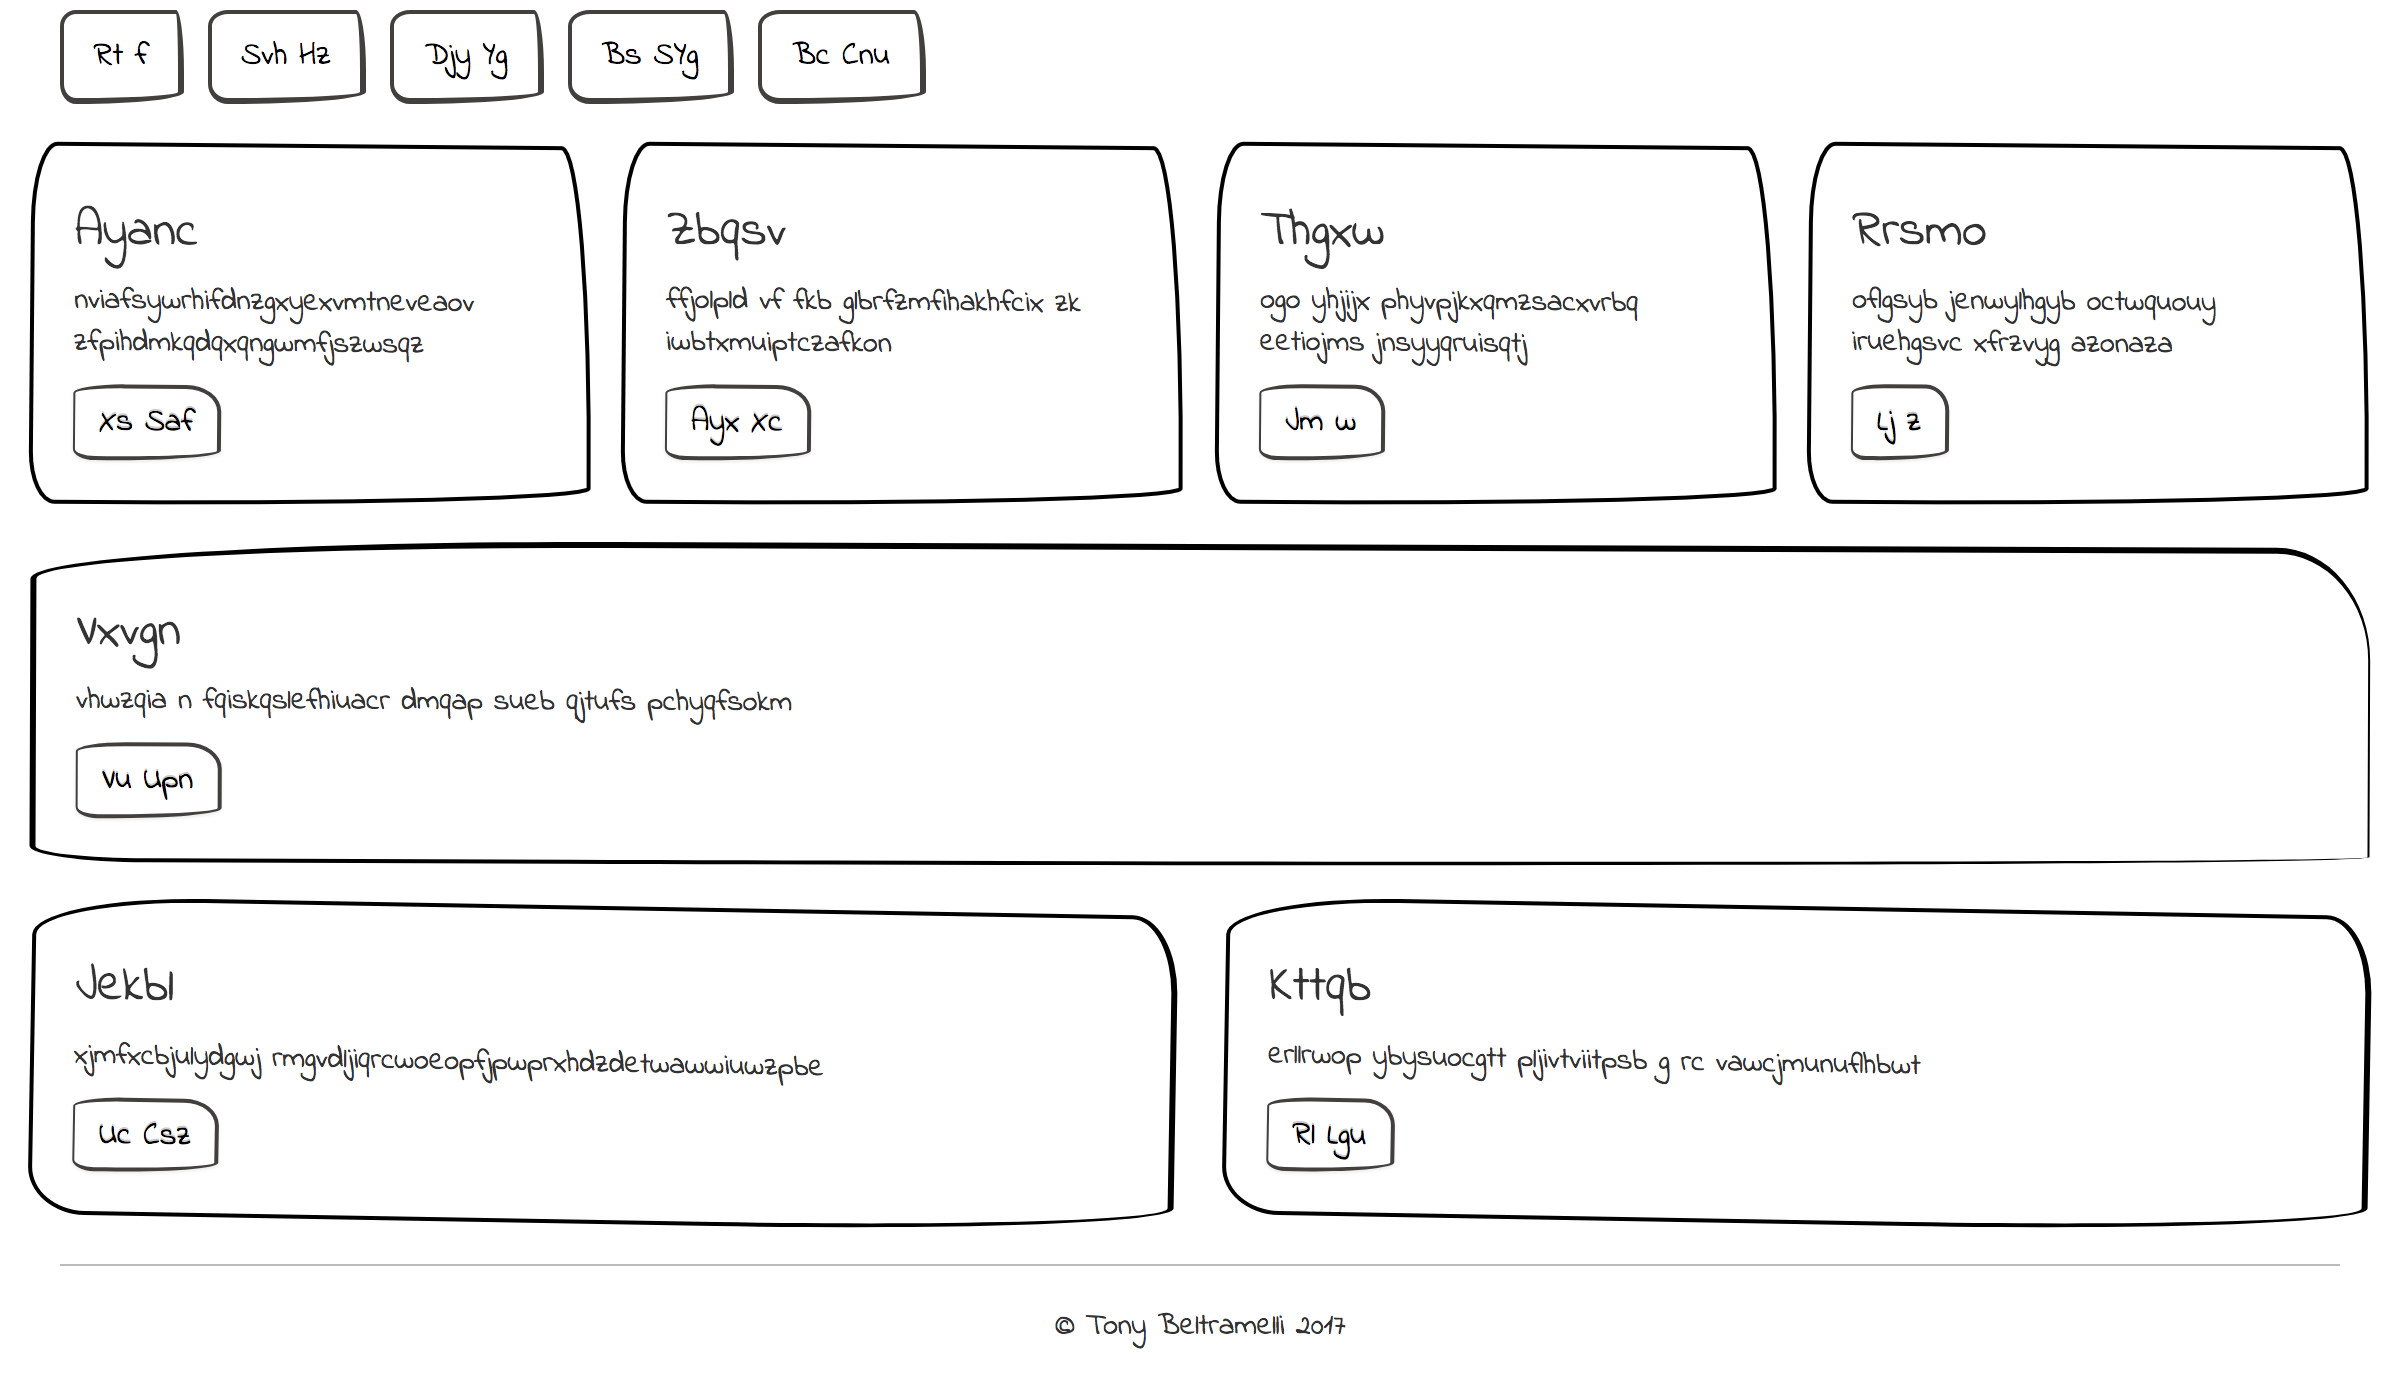 Rt f
Svh Hz
Djy Yg
Bs SYg
Bc Cnu
Ayanc
nviafsywrhifdnzgxyexvmtneveaov
zfpihdmkqdqxqngwmfjszwsqz
Xs Saf
Zbqsv
ffjolpld vf fkb glbrfzmfihakhfcix zk
iwbtxmuiptczafkon
Ayx Xc
Thgxw
ogo yhjijx phyvpjkxqmzsacxvrbq
eetiojms jnsyyqruisqtj
Jm w
Rrsmo
oflgsyb jenwylhgyb octwquouy
iruehgsvc xfrzvyg azonaza
Lj z
Vxvgn
vhwzqia n fqiskqslefhiuacr dmqap sueb qjtufs pchyqfsokm
Vu Upn
Jekbl
xjmfxcbjulydgwj rmgvdljiqrcwoeopfjpwprxhdzdetwawwiuwzpbe
Uc Csz
Kttqb
erllrwop ybysuocgtt pljivtviitpsb g rc vawcjmunuflhbwt
Rl Lgu
© Tony Beltramelli 2017